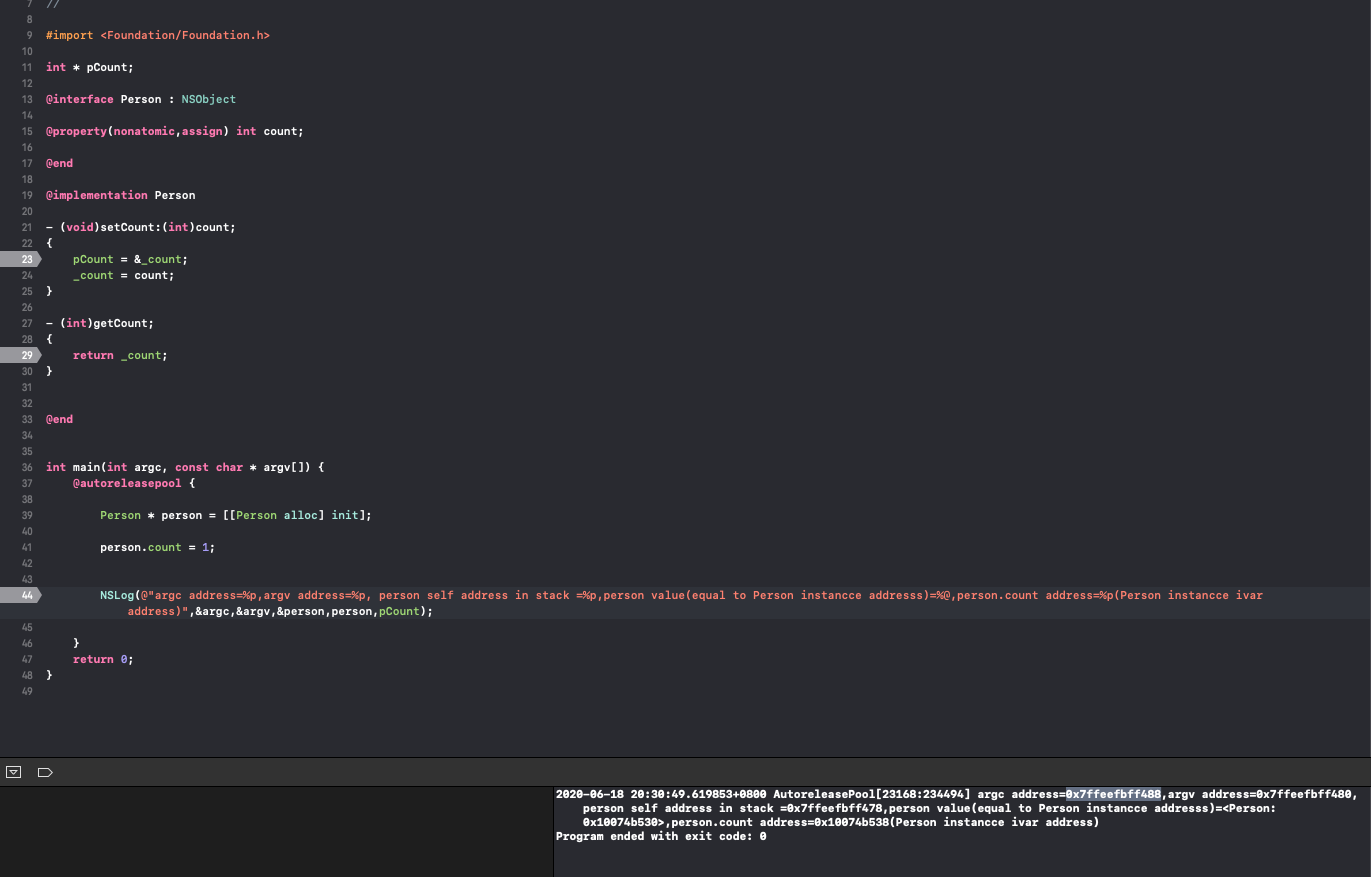 7 //
8
9 #import <Foundation/Foundation.h>
10
11 int * pCount;
12
13 @interface Person : NSObject
14
15 @property(nonatomic,assign) int count;
16
17 @end
18
19 @implementation Person
20
21 - (void)setCount:(int)count;
22 {
23 pCount = &_count;
24 _count = count;
25 }
26
27 - (int)getCount;
28 {
29 return _count;
30 }
31
32
33 @end
34
35
36 int main(int argc, const char * argv[]) {
37 @autoreleasepool {
38
39 Person * person = [[Person alloc] init];
40
41 person.count = 1;
42
43
44 NSLog(@"argc address=%p,argv address=%p, person self address in stack =%p,person value(equal to Person instancce addresss)=%@,person.count address=%p(Person instancce ivar
address)",&argc,&argv,&person,person,pCount);
45
46 }
47 return 0;
48 }
49
2020-06-18 20:30:49.619853+0800 AutoreleasePool[23168:234494] argc address=0x7ffeefbff488,argv address=0x7ffeefbff480,
person self address in stack =0x7ffeefbff478,person value(equal to Person instancce addresss)=<Person:
0x10074b530>,person.count address=0x10074b538(Person instancce ivar address)
Program ended with exit code: 0